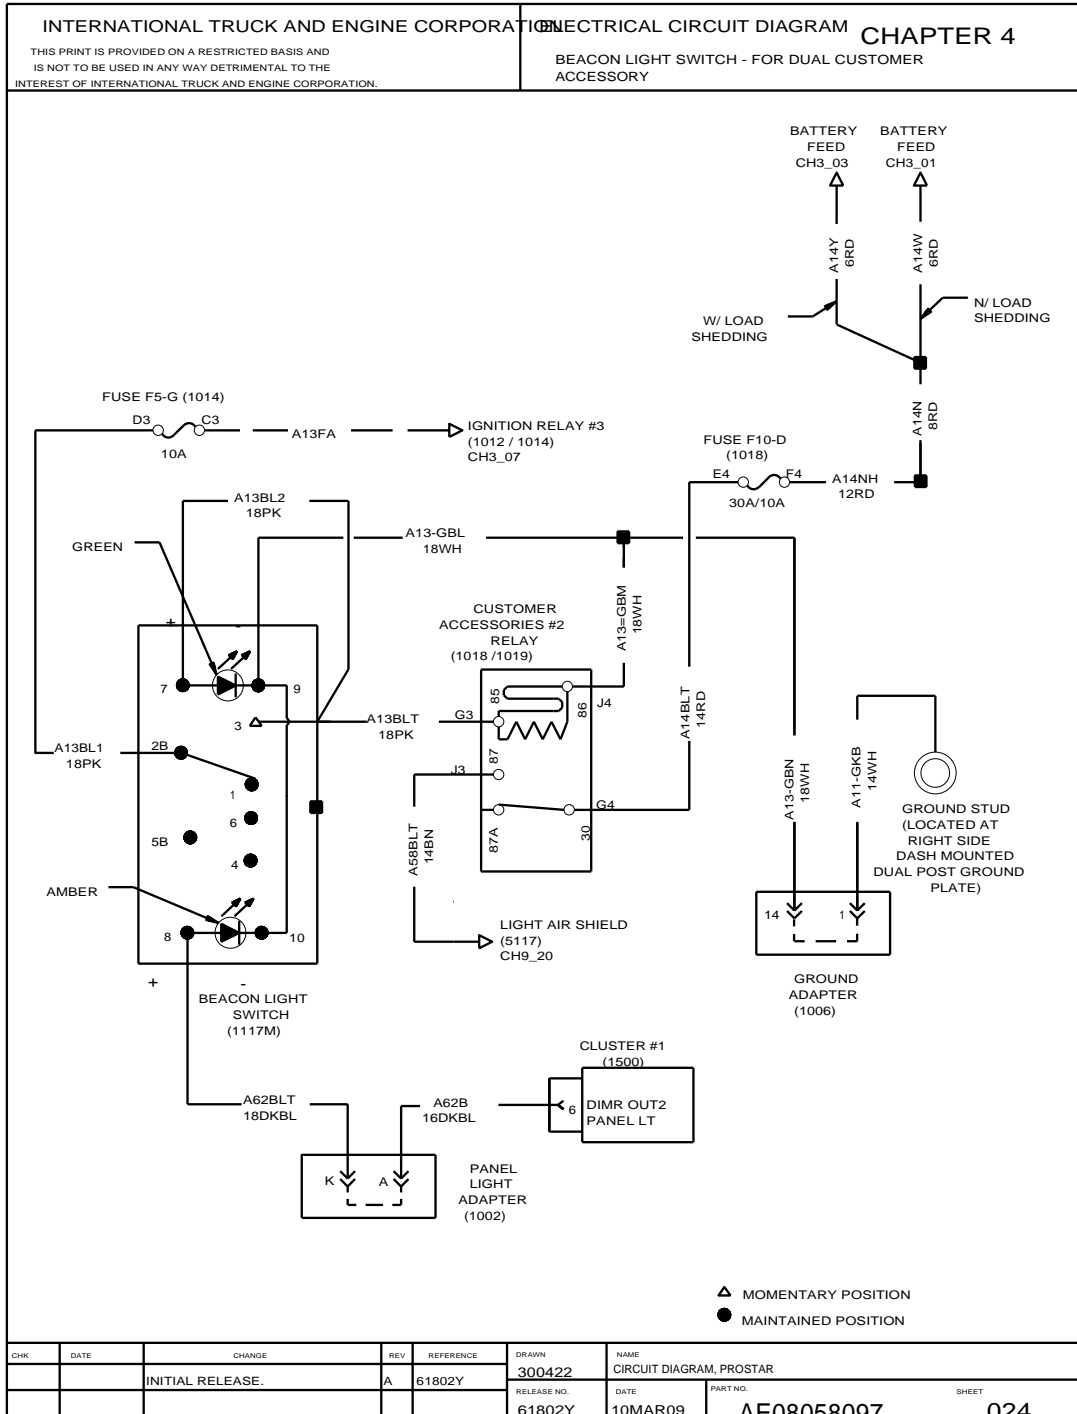 INTERNATIONAL TRUCK AND ENGINE CORPORATION
THIS PRINT IS PROVIDED ON A RESTRICTED BASIS AND
IS NOT TO BE USED IN ANY WAY DETRIMENTAL TO THE
INTEREST OF INTERNATIONAL TRUCK AND ENGINE CORPORATION.
ELECTRICAL CIRCUIT DIAGRAM
CHAPTER 4
BEACON LIGHT SWITCH - FOR DUAL CUSTOMER
ACCESSORY
BATTERY
FEED
CH3_03
BATTERY
FEED
CH3_01
A14Y
6RD
A14W
6RD
W/ LOAD
SHEDDING
N/ LOAD
SHEDDING
A14N
8RD
FUSE F5-G (1014)
D3
C3
10A
A13FA
IGNITION RELAY #3
(1012 / 1014)
CH3_07
FUSE F10-D
(1018)
E4
F4
30A/10A
A14NH
12RD
A13BL2
18PK
A13-GBL
18WH
GREEN
CUSTOMER
ACCESSORIES #2
RELAY
(1018 /1019)
A13=GBM
18WH
A14BLT
14RD
+
-
7
9
3
A13BLT
18PK
G3
85
86
J4
A13BL1
18PK
2B
1
6
5B
4
J3
87
87A
30
G4
A58BLT
14BN
A13-GBN
18WH
A11-GKB
14WH
GROUND STUD
(LOCATED AT
RIGHT SIDE
DASH MOUNTED
DUAL POST GROUND
PLATE)
AMBER
8
10
+
-
BEACON LIGHT
SWITCH
(1117M)
LIGHT AIR SHIELD
(5117)
CH9_20
14
1
GROUND
ADAPTER
(1006)
CLUSTER #1
(1500)
6
DIMR OUT2
PANEL LT
A62BLT
18DKBL
A62B
16DKBL
K
A
PANEL
LIGHT
ADAPTER
(1002)
MOMENTARY POSITION
MAINTAINED POSITION
CHK
DATE
CHANGE
REV
REFERENCE
INITIAL RELEASE.
A
61802Y
DRAWN
300422
NAME
CIRCUIT DIAGRAM, PROSTAR
RELEASE NO.
61802Y
DATE
10MAR09
PART NO.
AE08058097
SHEET
024